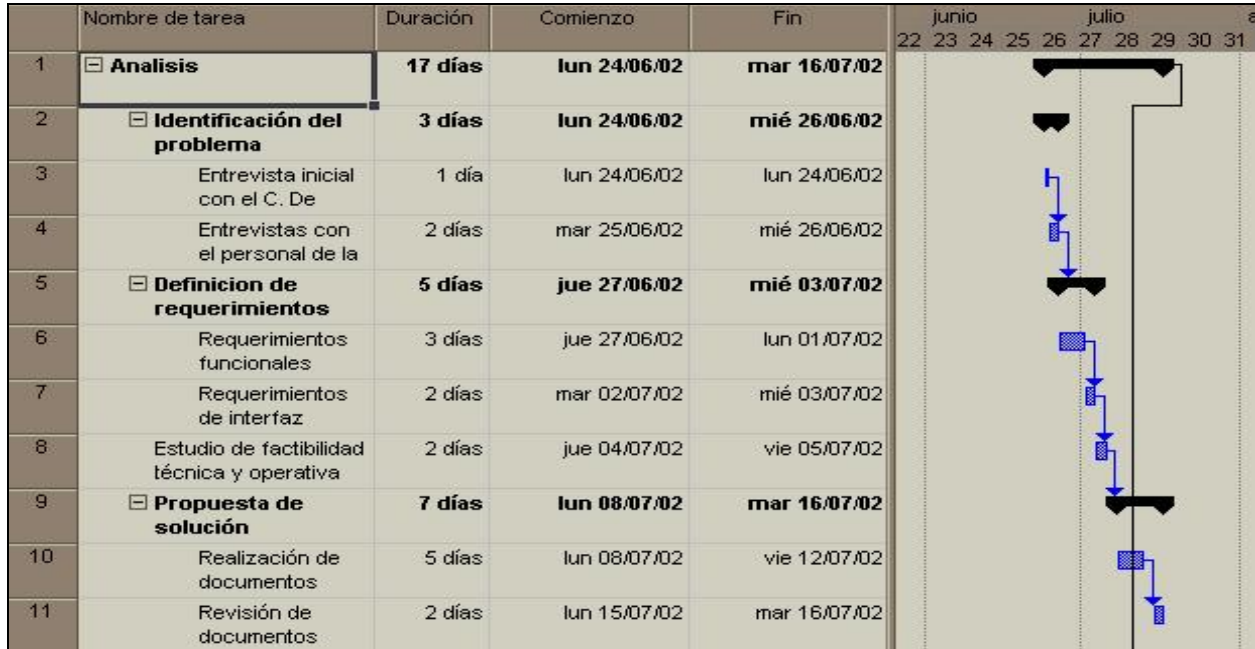 Nombre de tarea Duración Comienzo Fin junio julio
22 23 24 25 26 27 28 29 30 31
1 Analisis 17 días lun 24/06/02 mar 16/07/02
2 Identificación del 3 días lun 24/06/02 mié 26/06/02
problema
3 Entrevista inicial 1 día lun 24/06/02 lun 24/06/02
con el C. De
4 Entrevistas con 2 días mar 25/06/02 mié 26/06/02
el personal de la
5 Definicion de 5 días jue 27/06/02 mié 03/07/02
requerimientos
6 Requerimientos 3 días jue 27/06/02 lun 01/07/02
funcionales
7 Requerimientos 2 días mar 02/07/02 mié 03/07/02
de interfaz
8 Estudio de factibilidad 2 días jue 04/07/02 vie 05/07/02
técnica y operativa
9 Propuesta de 7 días lun 08/07/02 mar 16/07/02
solución
10 Realización de 5 días lun 08/07/02 vie 12/07/02
documentos
11 Revisión de 2 días lun 15/07/02 mar 16/07/02
documentos